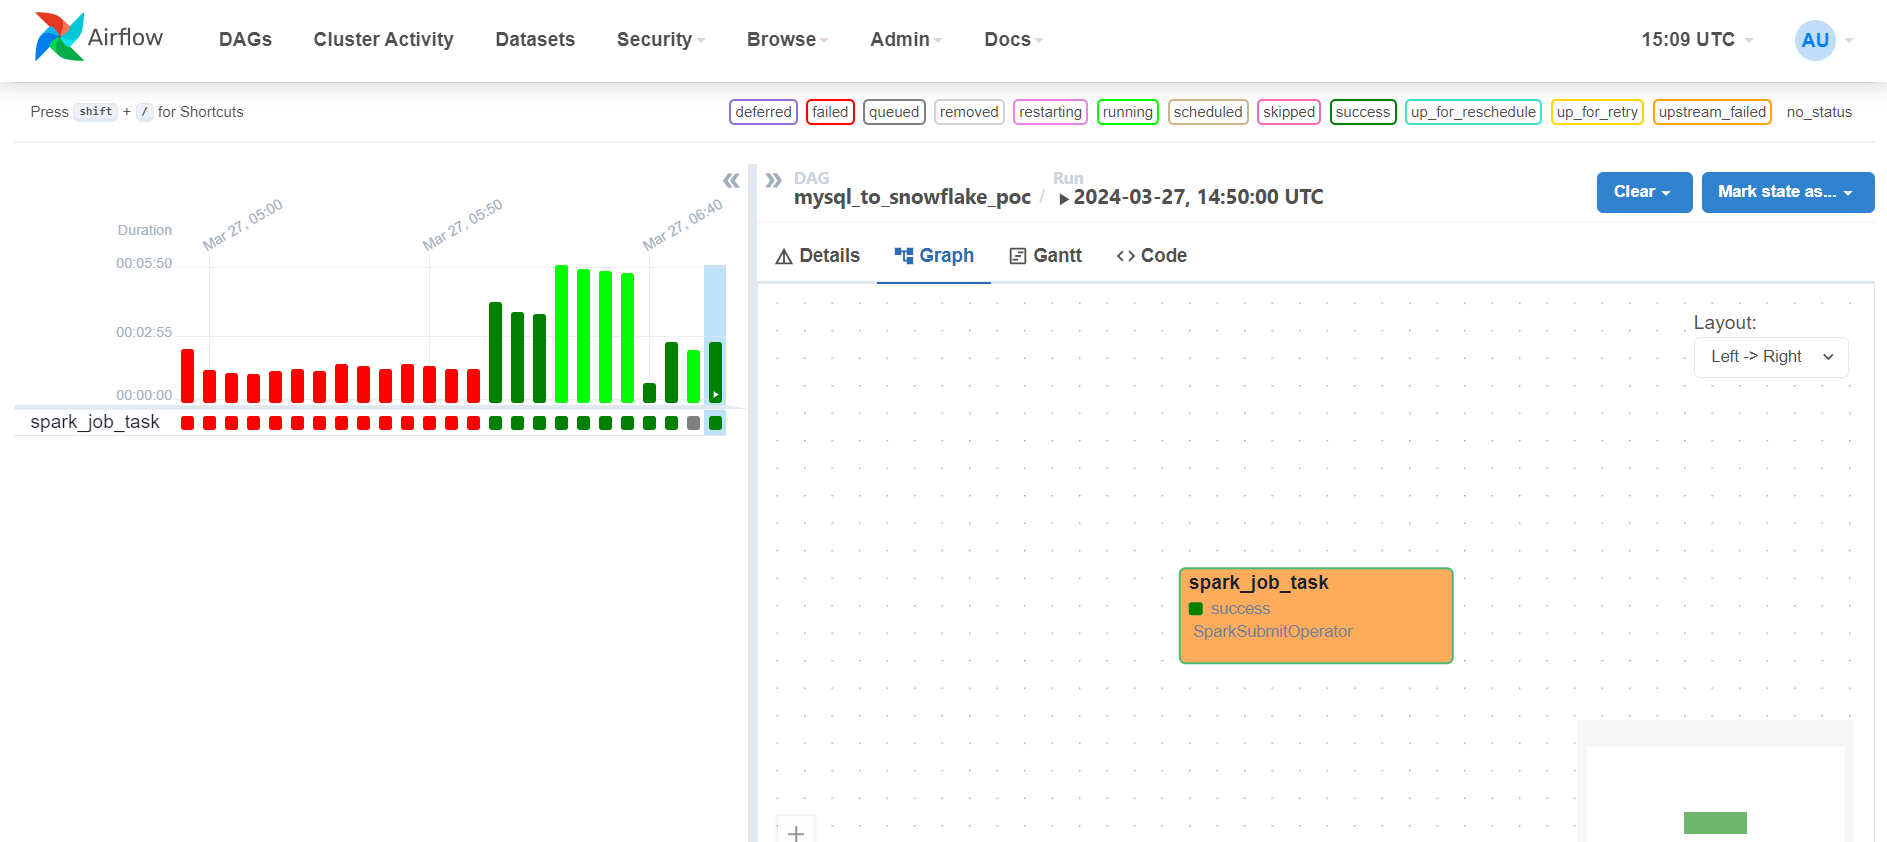 Airflow
DAGs
Cluster Activity
Datasets
Security
Browse
Admin
Docs
15:09 UTC
AU
Press shift + / for Shortcuts
deferred
failed
queued
removed
restarting
running
scheduled
skipped
success
up_for_reschedule
up_for_retry
upstream_failed
no_status
Duration
Mar 27, 05:00
Mar 27, 05:50
Mar 27, 06:40
00:05:50
00:02:55
00:00:00
spark_job_task
DAG
mysql_to_snowflake_poc /
Run
2024-03-27, 14:50:00 UTC
Clear
Mark state as...
Details
Graph
Gantt
Code
Layout:
Left -> Right
spark_job_task
success
SparkSubmitOperator